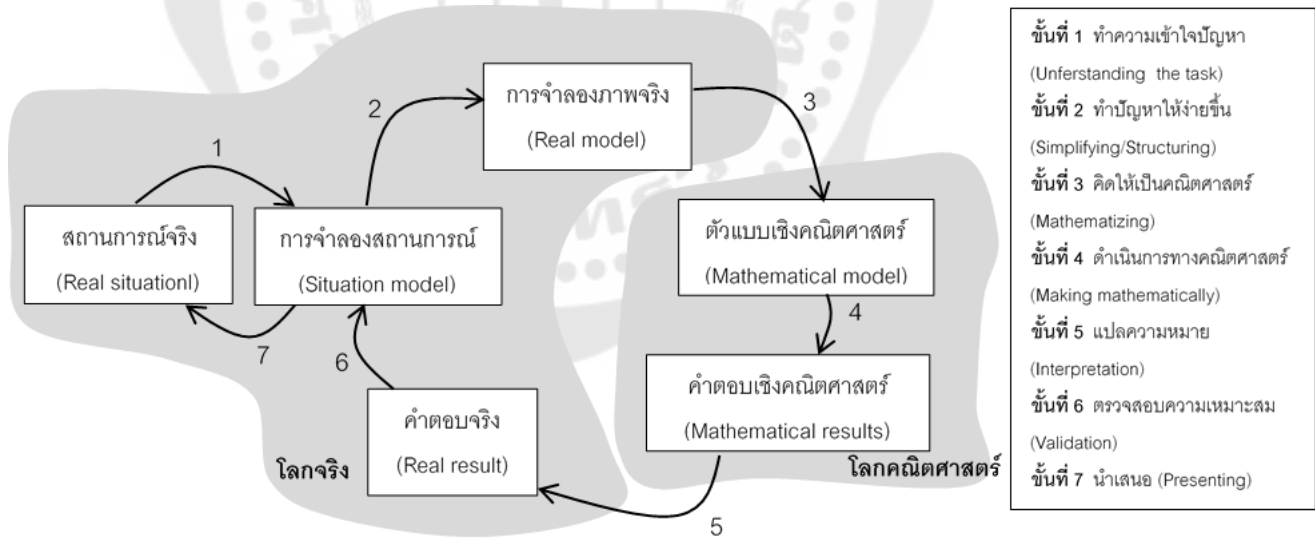 2
การจำลองภาพจริง
(Real model)
3
1
สถานการณ์จริง
(Real situationl)
การจำลองสถานการณ์
(Situation model)
ตัวแบบเชิงคณิตศาสตร์
(Mathematical model)
7
6
4
คำตอบจริง
(Real result)
คำตอบเชิงคณิตศาสตร์
(Mathematical results)
โลกจริง
โลกคณิตศาสตร์
5
ขั้นที่ 1 ทำความเข้าใจปัญหา
(Unferstanding the task)
ขั้นที่ 2 ทำปัญหาให้ง่ายขึ้น
(Simplifying/Structuring)
ขั้นที่ 3 คิดให้เป็นคณิตศาสตร์
(Mathematizing)
ขั้นที่ 4 ดำเนินการทางคณิตศาสตร์
(Making mathematically)
ขั้นที่ 5 แปลความหมาย
(Interpretation)
ขั้นที่ 6 ตรวจสอบความเหมาะสม
(Validation)
ขั้นที่ 7 นำเสนอ (Presenting)